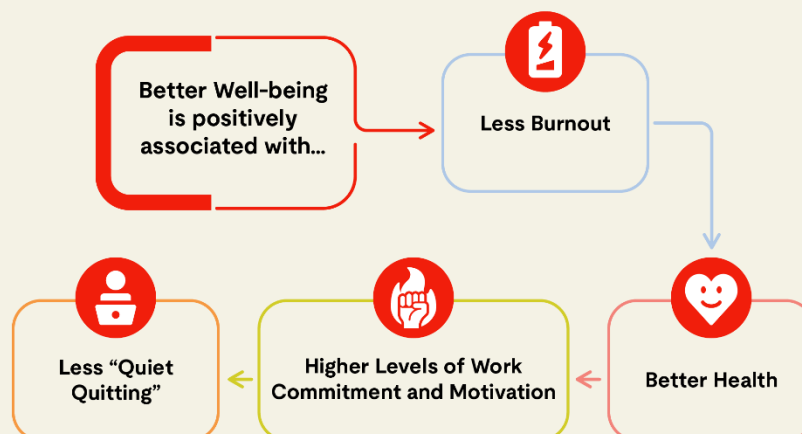 Better Well-being
is positively
associated with...
Less Burnout
Better Health
Higher Levels of Work
Commitment and Motivation
Less “Quiet
Quitting”